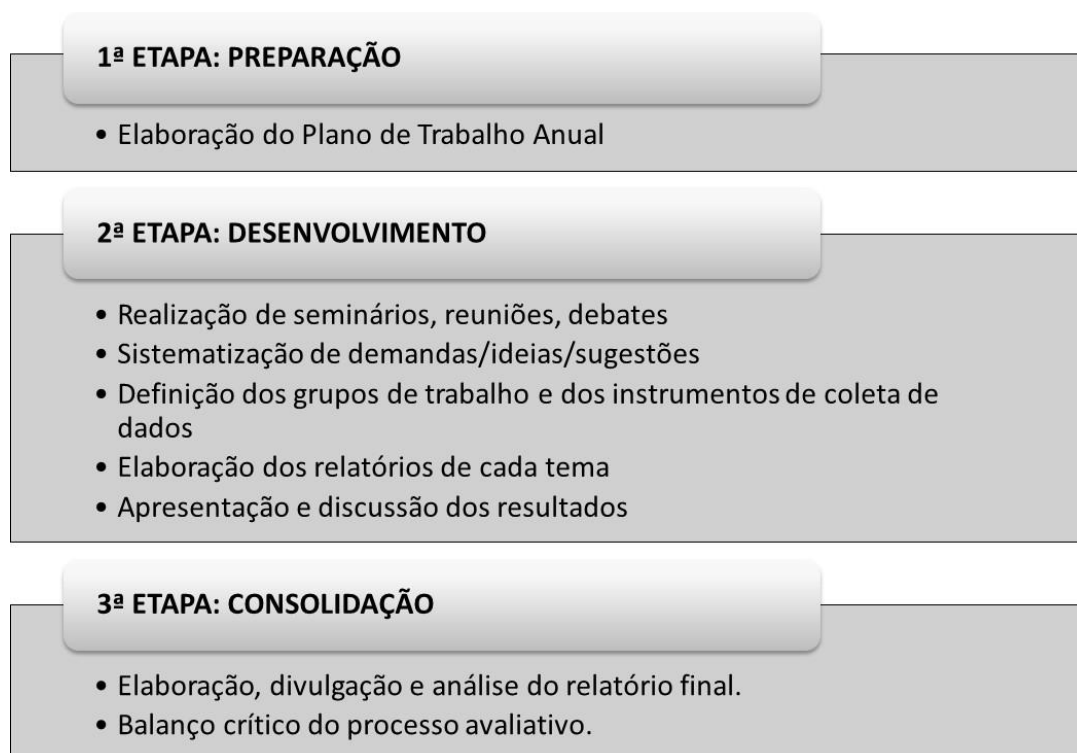 1ª ETAPA: PREPARAÇÃO
• Elaboração do Plano de Trabalho Anual
2ª ETAPA: DESENVOLVIMENTO
• Realização de seminários, reuniões, debates
• Sistematização de demandas/ideias/sugestões
• Definição dos grupos de trabalho e dos instrumentos de coleta de
dados
• Elaboração dos relatórios de cada tema
• Apresentação e discussão dos resultados
3ª ETAPA: CONSOLIDAÇÃO
• Elaboração, divulgação e análise do relatório final.
• Balanço crítico do processo avaliativo.